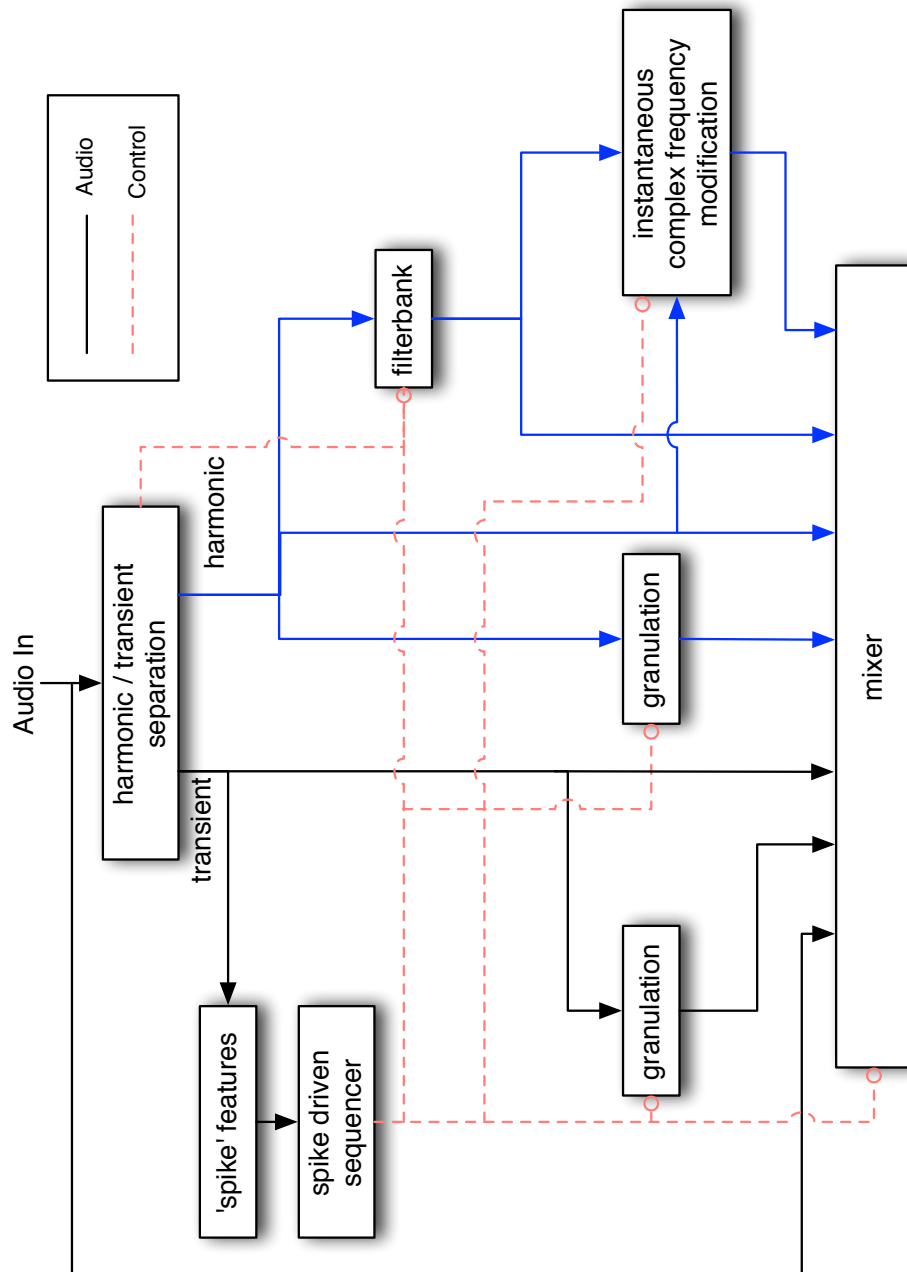 Audio In
Audio
Control
harmonic / transient
separation
transient
harmonic
'spike' features
spike driven
sequencer
filterbank
granulation
granulation
instantaneous
complex frequency
modification
mixer